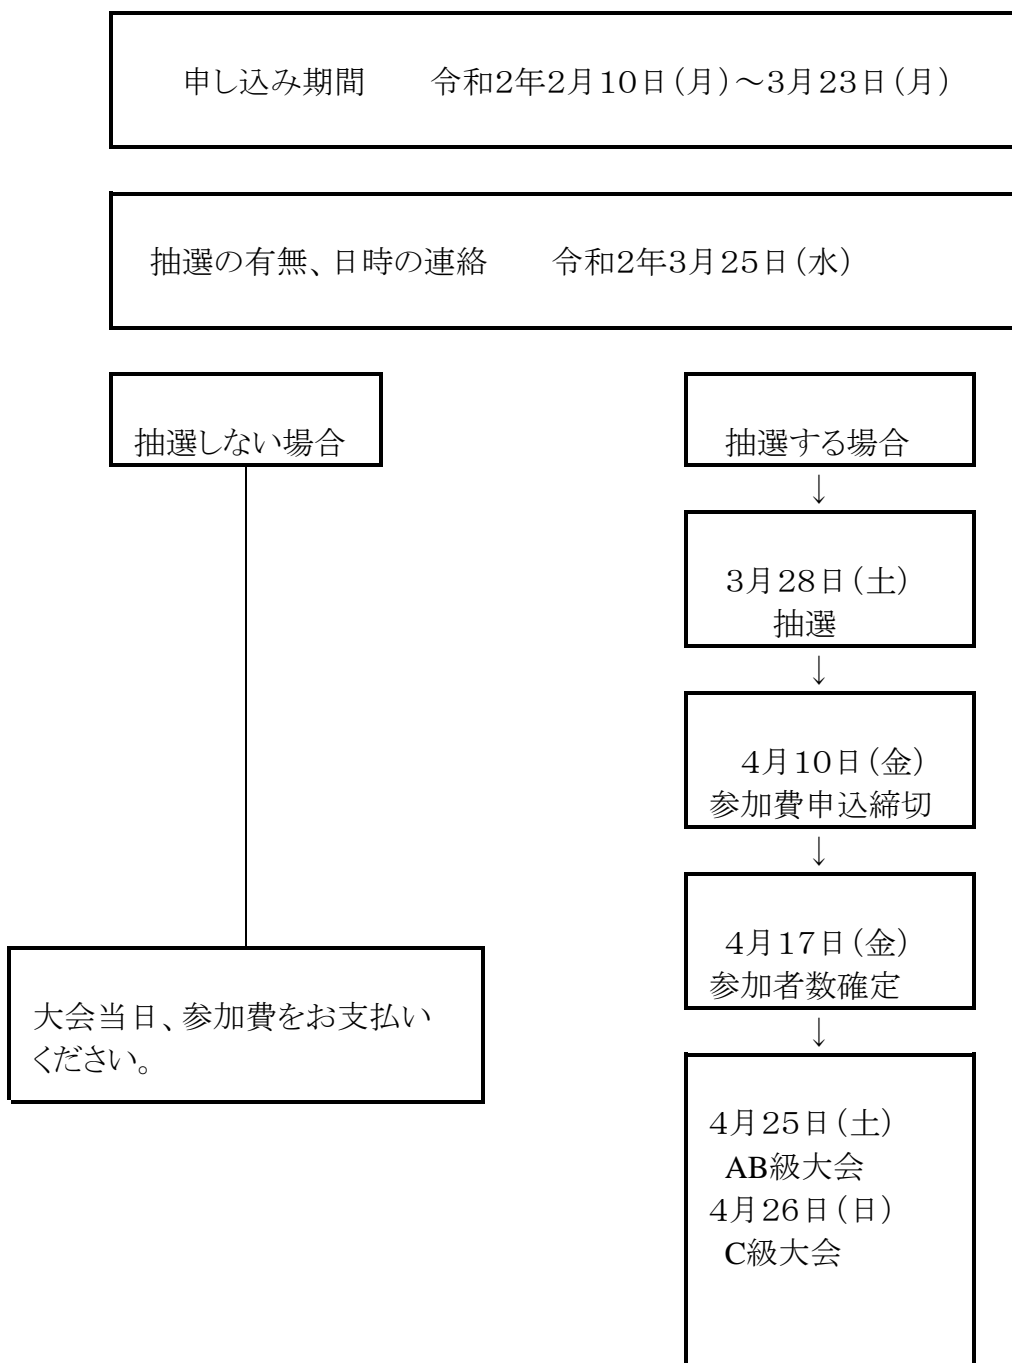 申し込み期間　　令和2年2月10日(月)～3月23日(月)
抽選の有無、日時の連絡　　令和2年3月25日(水)
抽選しない場合
抽選する場合
↓
3月28日(土)
抽選
↓
4月10日(金)
参加費申込締切
↓
4月17日(金)
参加者数確定
↓
大会当日、参加費をお支払い
ください。
4月25日(土)
AB級大会
4月26日(日)
C級大会